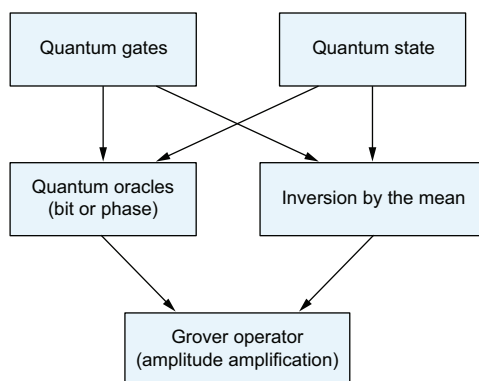 Quantum gates
Quantum state
Quantum oracles
(bit or phase)
Inversion by the mean
Grover operator
(amplitude amplification)